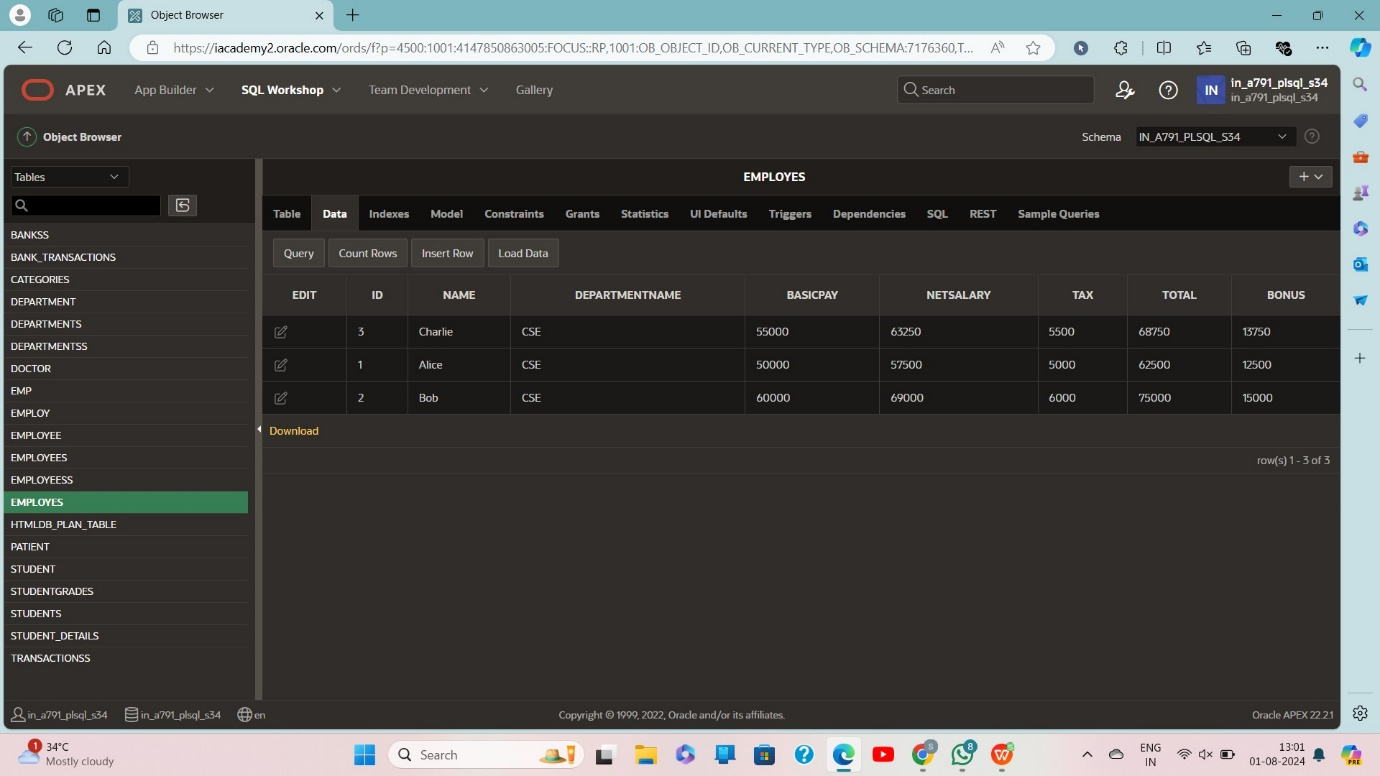 Object Browser
https://iacademy2.oracle.com/ords/f?p=4500:1001:4147850863005:FOCUS::RP,1001:OB_OBJECT_ID,OB_CURRENT_TYPE,OB_SCHEMA:7176360,T...
APEX App Builder SQL Workshop Team Development Gallery Search IN in_a791_plsql_s34
in_a791_plsql_s34
Object Browser Schema IN_A791_PLSQL_S34
Tables
EMPLOYES
Table Data Indexes Model Constraints Grants Statistics UI Defaults Triggers Dependencies SQL REST Sample Queries
Query Count Rows Insert Row Load Data
EDIT ID NAME DEPARTMENTNAME BASICPAY NETSALARY TAX TOTAL BONUS
3 Charlie CSE 55000 63250 5500 68750 13750
1 Alice CSE 50000 57500 5000 62500 12500
2 Bob CSE 60000 69000 6000 75000 15000
Download
row(s) 1 - 3 of 3
BANKSS
BANK_TRANSACTIONS
CATEGORIES
DEPARTMENT
DEPARTMENTS
DEPARTMENTSS
DOCTOR
EMP
EMPLOY
EMPLOYEE
EMPLOYEES
EMPLOYEESS
EMPLOYES
HTMLDB_PLAN_TABLE
PATIENT
STUDENT
STUDENTGRADES
STUDENTS
STUDENT_DETAILS
TRANSACTIONSS
in_a791_plsql_s34 in_a791_plsql_s34 en Copyright © 1999, 2022, Oracle and/or its affiliates. Oracle APEX 22.2.1
1 34°C
Mostly cloudy
Search
S 8
ENG
IN
13:01
01-08-2024
PRE